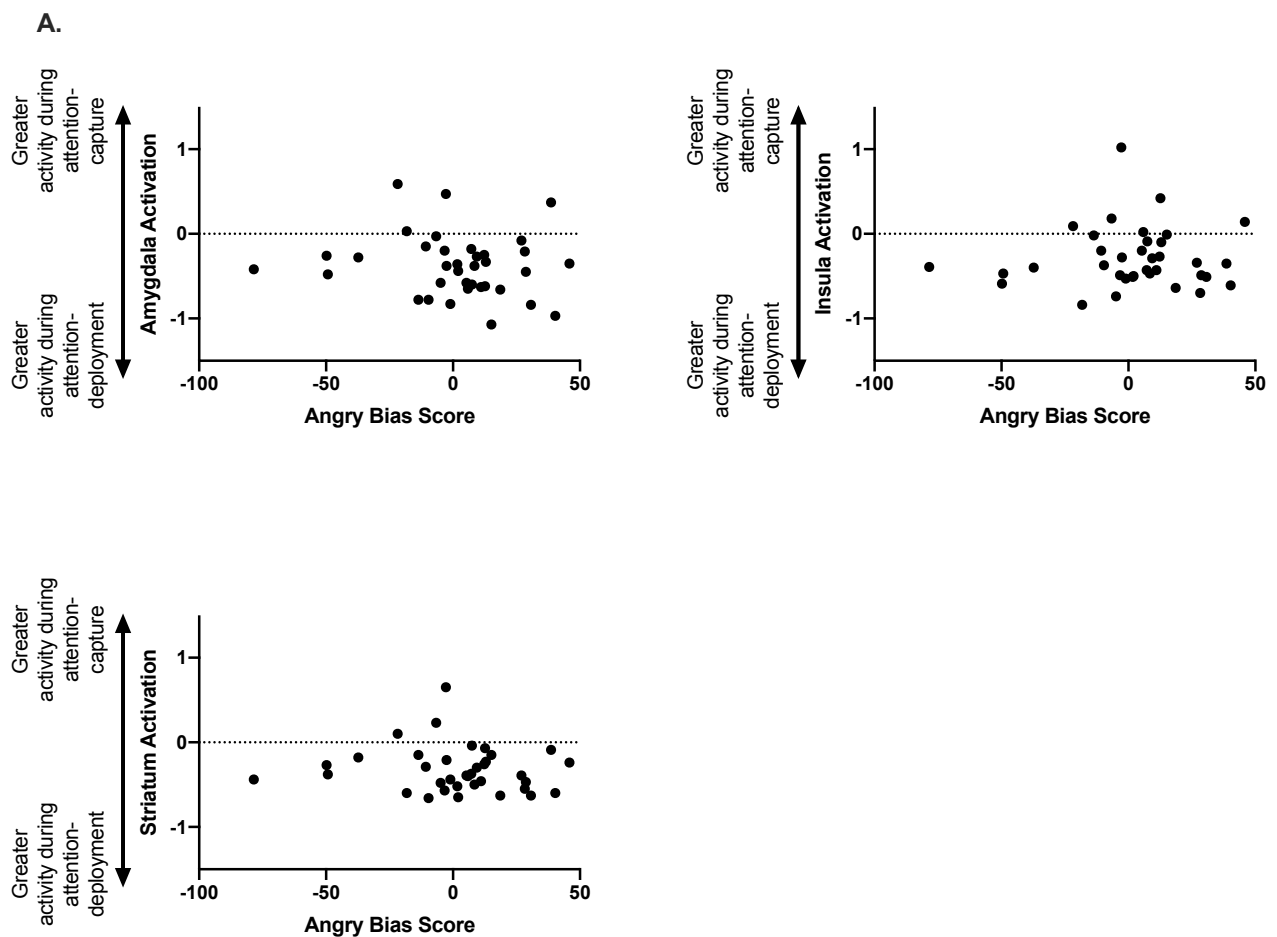 A.
Greater
activity during
attention-
capture
Greater
activity during
attention-
deployment
Amygdala Activation
1
0
-1
-100
-50
0
50
Angry Bias Score
Greater
activity during
attention-
capture
Greater
activity during
attention-
deployment
Insula Activation
1
0
-1
-100
-50
0
50
Angry Bias Score
Greater
activity during
attention-
capture
Greater
activity during
attention-
deployment
Striatum Activation
1
0
-1
-100
-50
0
50
Angry Bias Score